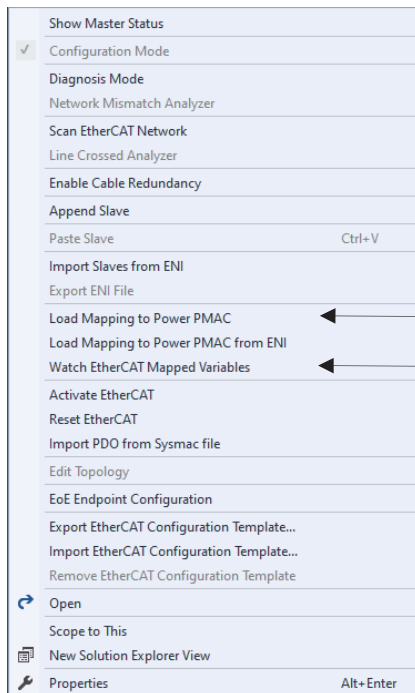 Show Master Status
Configuration Mode
Diagnosis Mode
Network Mismatch Analyzer
Scan EtherCAT Network
Line Crossed Analyzer
Enable Cable Redundancy
Append Slave
Paste Slave Ctrl+V
Import Slaves from ENI
Export ENI File
Load Mapping to Power PMAC
Load Mapping to Power PMAC from ENI
Watch EtherCAT Mapped Variables
Activate EtherCAT
Reset EtherCAT
Import PDO from Sysmac file
Edit Topology
EoE Endpoint Configuration
Export EtherCAT Configuration Template...
Import EtherCAT Configuration Template...
Remove EtherCAT Configuration Template
Open
Scope to This
New Solution Explorer View
Properties Alt+Enter